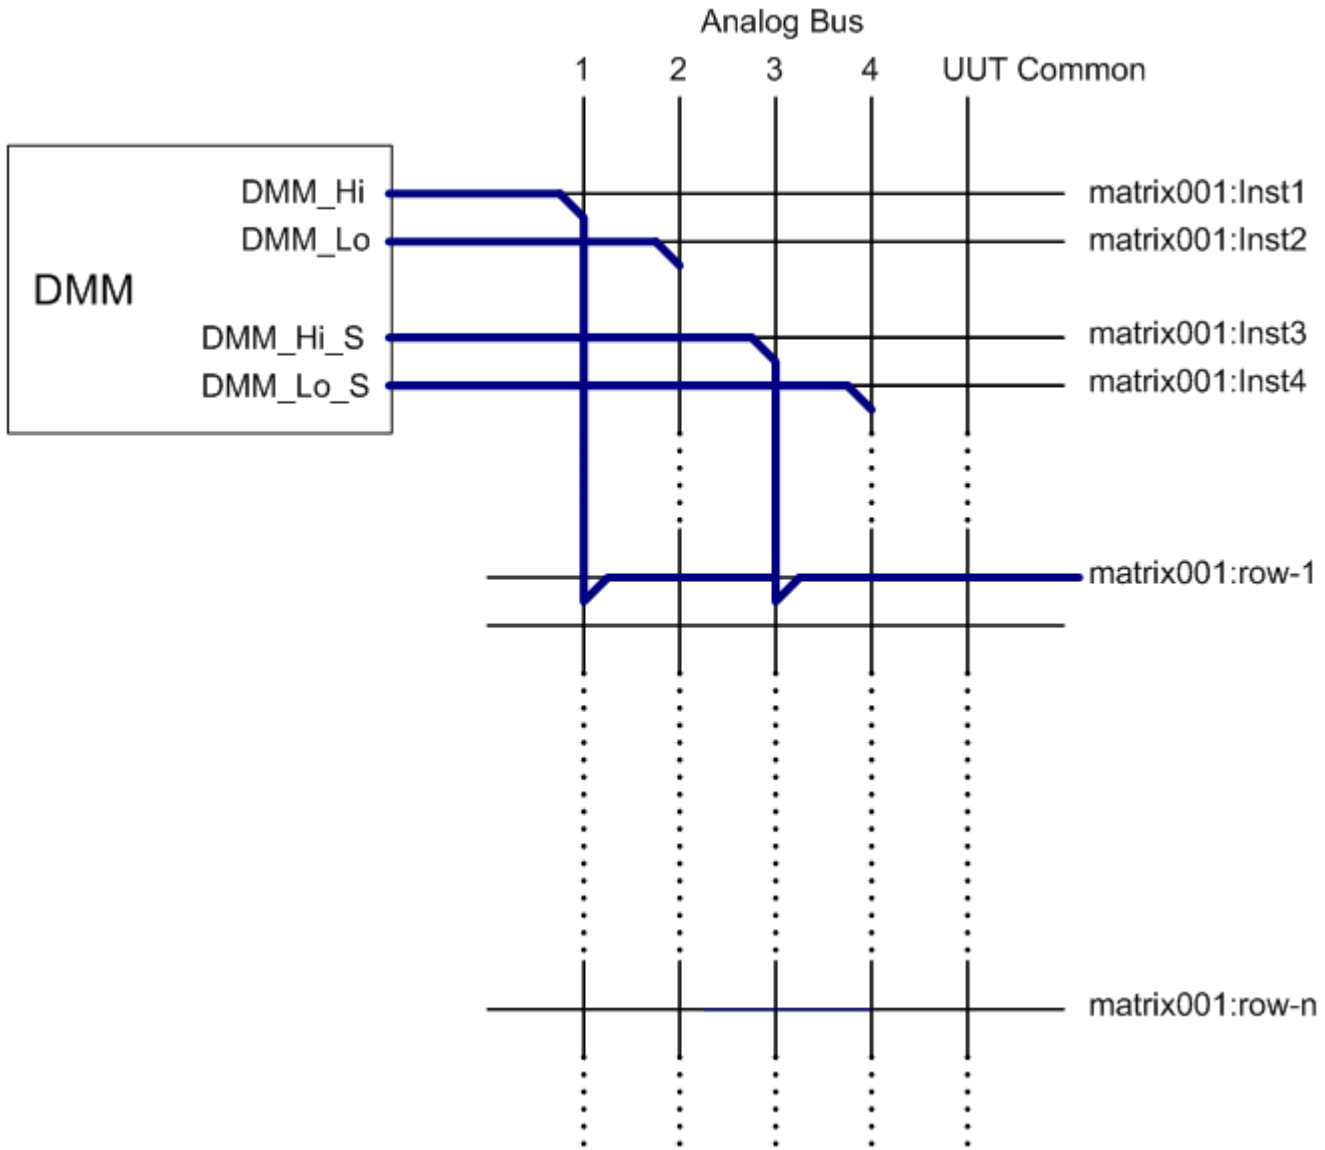 Analog Bus
1 2 3 4 UUT Common
DMM_Hi matrix001:Inst1
DMM_Lo matrix001:Inst2
DMM
DMM_Hi_S matrix001:Inst3
DMM_Lo_S matrix001:Inst4
matrix001:row-1
matrix001:row-n